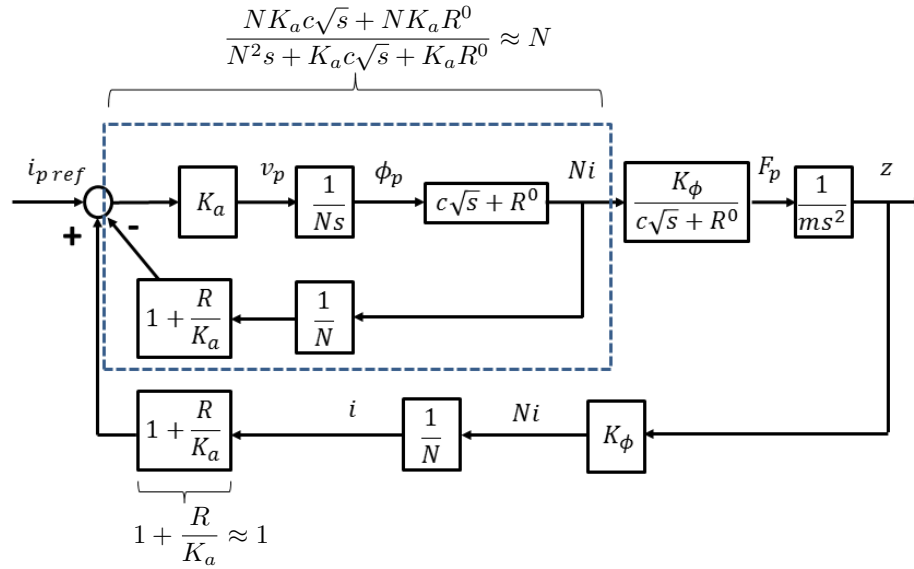 \frac{NK_a c\sqrt{s} + NK_a R^0}{N^2 s + K_a c\sqrt{s} + K_a R^0} \approx N
i_{p\,ref} v_p \phi_p Ni F_p z
K_a \frac{1}{Ns} c\sqrt{s} + R^0 \frac{K_\phi}{c\sqrt{s} + R^0} \frac{1}{ms^2}
+ -
1 + \frac{R}{K_a} \frac{1}{N}
i Ni
1 + \frac{R}{K_a} \frac{1}{N} K_\phi
1 + \frac{R}{K_a} \approx 1